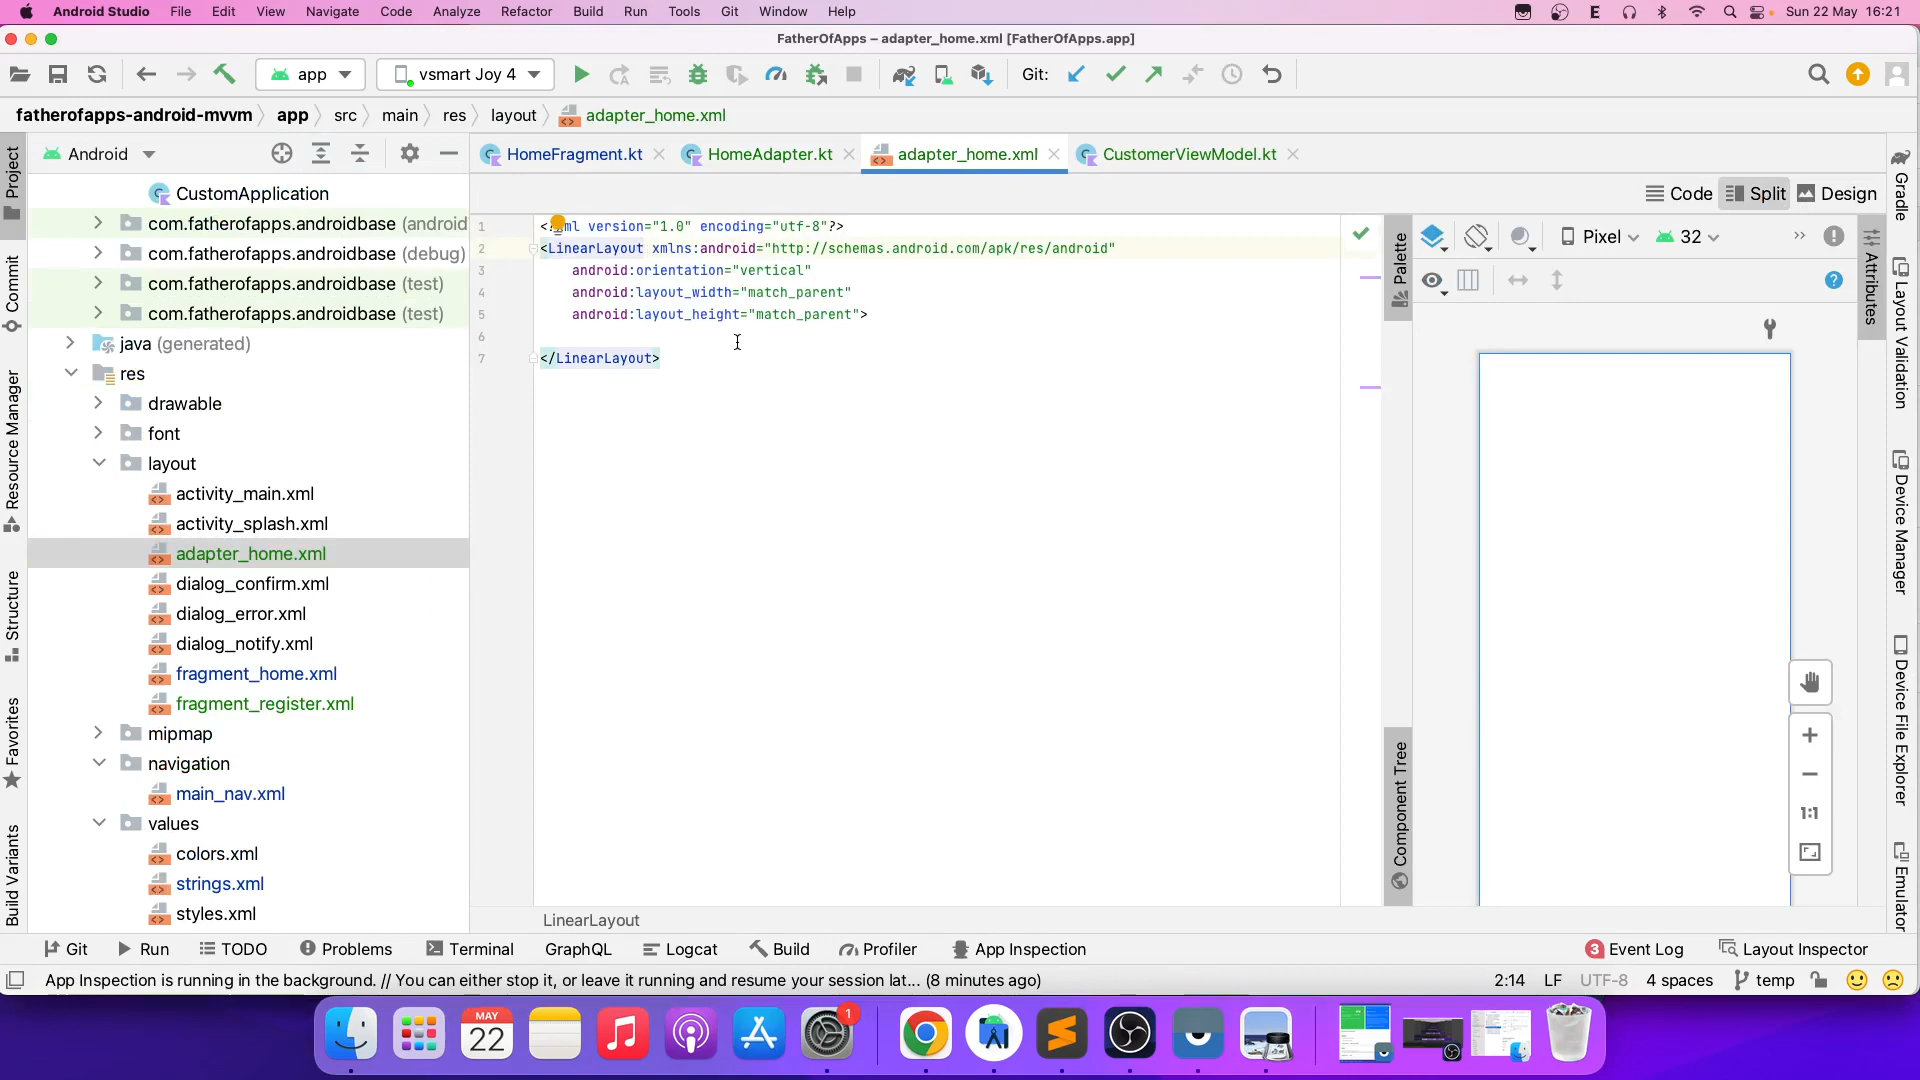 Android Studio File Edit View Navigate Code Analyze Refactor Build Run Tools Git Window Help E Sun 22 May 16:21
FatherOfApps – adapter_home.xml [FatherOfApps.app]
app vsmart Joy 4 Git:
fatherofapps-android-mvvm app src main res layout adapter_home.xml
Android HomeFragment.kt HomeAdapter.kt adapter_home.xml CustomerViewModel.kt
Code Split Design
CustomApplication
com.fatherofapps.androidbase (android
com.fatherofapps.androidbase (debug)
com.fatherofapps.androidbase (test)
com.fatherofapps.androidbase (test)
java (generated)
res
drawable
font
layout
activity_main.xml
activity_splash.xml
adapter_home.xml
dialog_confirm.xml
dialog_error.xml
dialog_notify.xml
fragment_home.xml
fragment_register.xml
mipmap
navigation
main_nav.xml
values
colors.xml
strings.xml
styles.xml
Project
Commit
Resource Manager
Structure
Favorites
Build Variants
1 <?xml version="1.0" encoding="utf-8"?>
2 <LinearLayout xmlns:android="http://schemas.android.com/apk/res/android"
3 android:orientation="vertical"
4 android:layout_width="match_parent"
5 android:layout_height="match_parent">
6
7 </LinearLayout>
LinearLayout
Palette
Component Tree
Pixel 32
1:1
Attributes
Gradle
Layout Validation
Device Manager
Device File Explorer
Emulator
Git Run TODO Problems Terminal GraphQL Logcat Build Profiler App Inspection 3 Event Log Layout Inspector
App Inspection is running in the background. // You can either stop it, or leave it running and resume your session lat... (8 minutes ago) 2:14 LF UTF-8 4 spaces temp
MAY
22
1